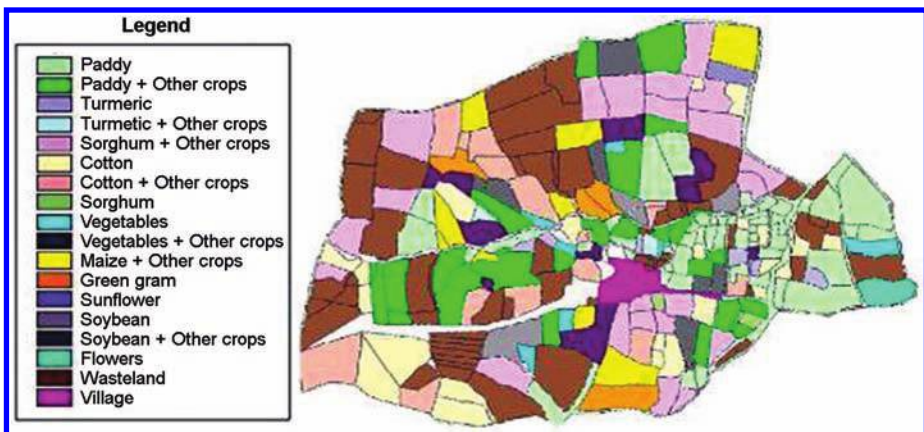 Legend
Paddy
Paddy + Other crops
Turmeric
Turmetic + Other crops
Sorghum + Other crops
Cotton
Cotton + Other crops
Sorghum
Vegetables
Vegetables + Other crops
Maize + Other crops
Green gram
Sunflower
Soybean
Soybean + Other crops
Flowers
Wasteland
Village